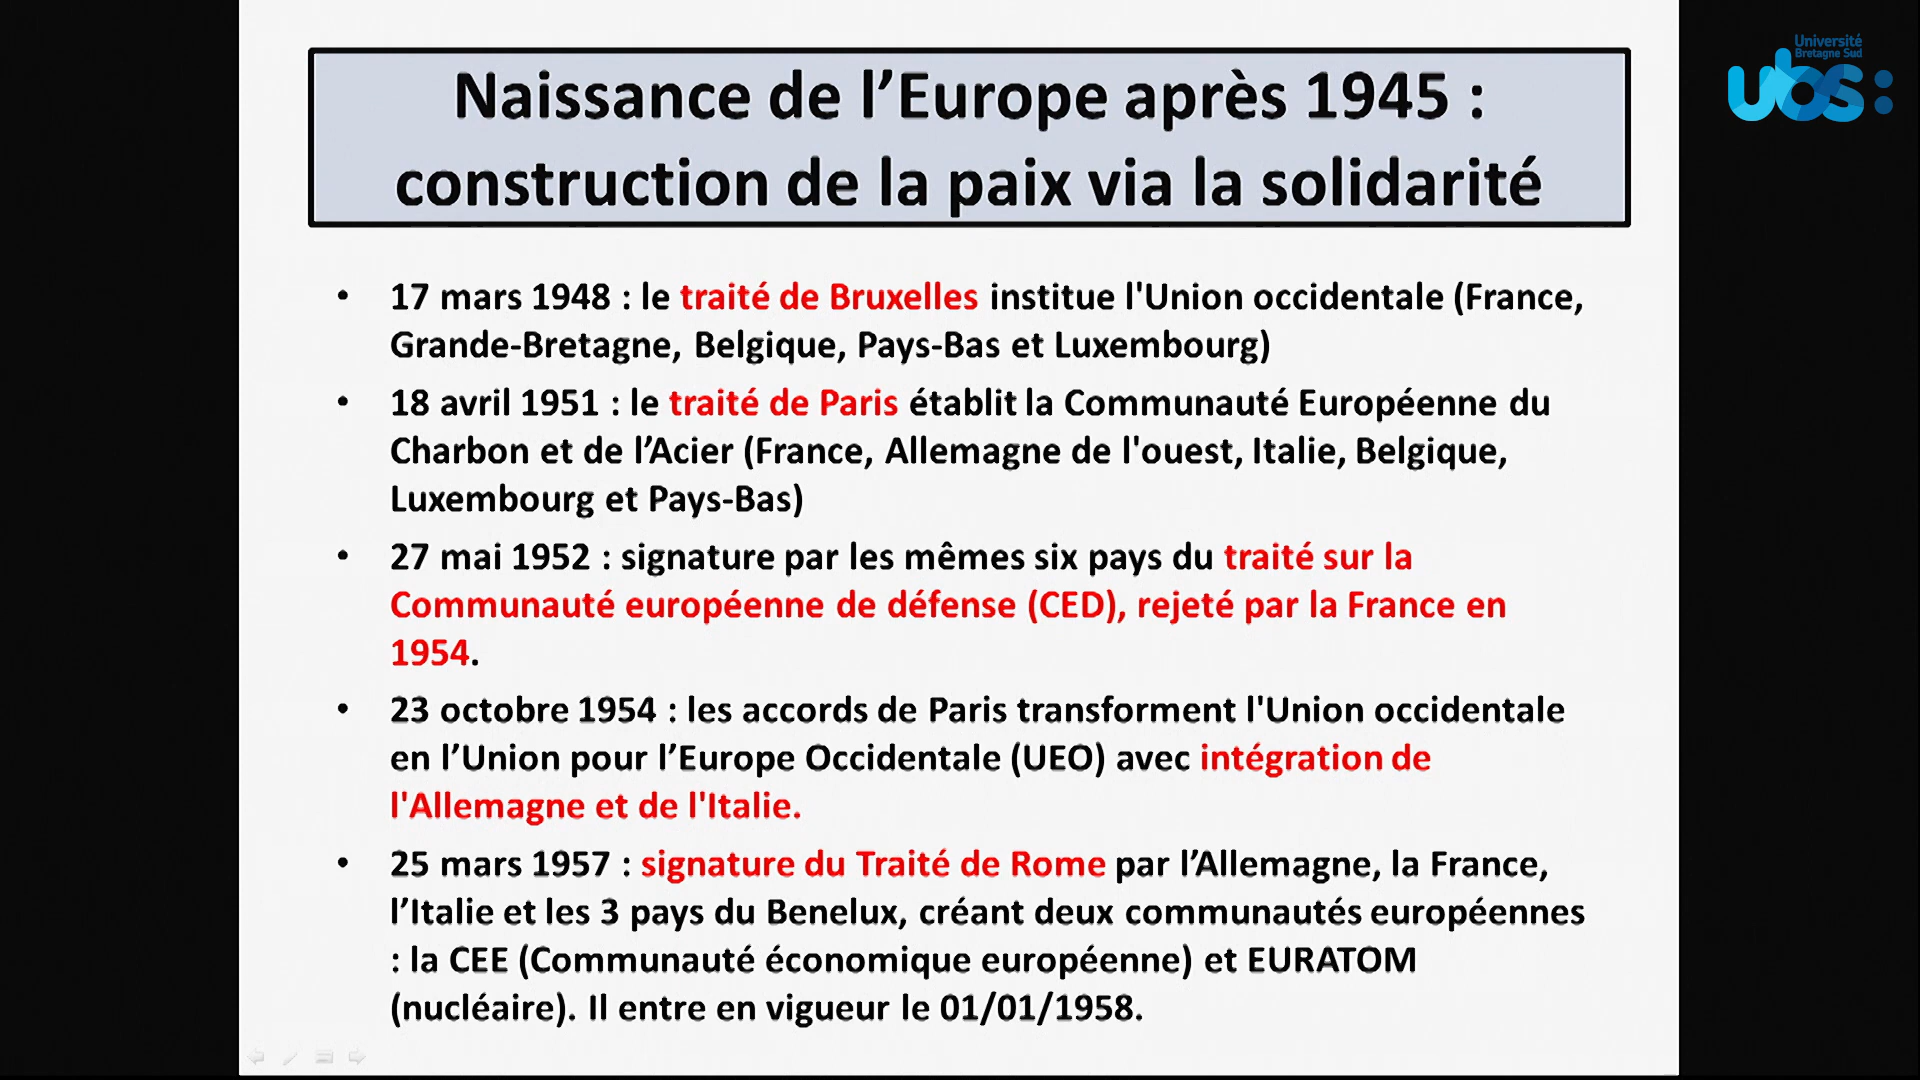 Université
Bretagne Sud
ubs:
Naissance de l’Europe après 1945 :
construction de la paix via la solidarité
• 17 mars 1948 : le traité de Bruxelles institue l'Union occidentale (France,
Grande-Bretagne, Belgique, Pays-Bas et Luxembourg)
• 18 avril 1951 : le traité de Paris établit la Communauté Européenne du
Charbon et de l’Acier (France, Allemagne de l'ouest, Italie, Belgique,
Luxembourg et Pays-Bas)
• 27 mai 1952 : signature par les mêmes six pays du traité sur la
Communauté européenne de défense (CED), rejeté par la France en
1954.
• 23 octobre 1954 : les accords de Paris transforment l'Union occidentale
en l’Union pour l’Europe Occidentale (UEO) avec intégration de
l'Allemagne et de l'Italie.
• 25 mars 1957 : signature du Traité de Rome par l’Allemagne, la France,
l’Italie et les 3 pays du Benelux, créant deux communautés européennes
: la CEE (Communauté économique européenne) et EURATOM
(nucléaire). Il entre en vigueur le 01/01/1958.